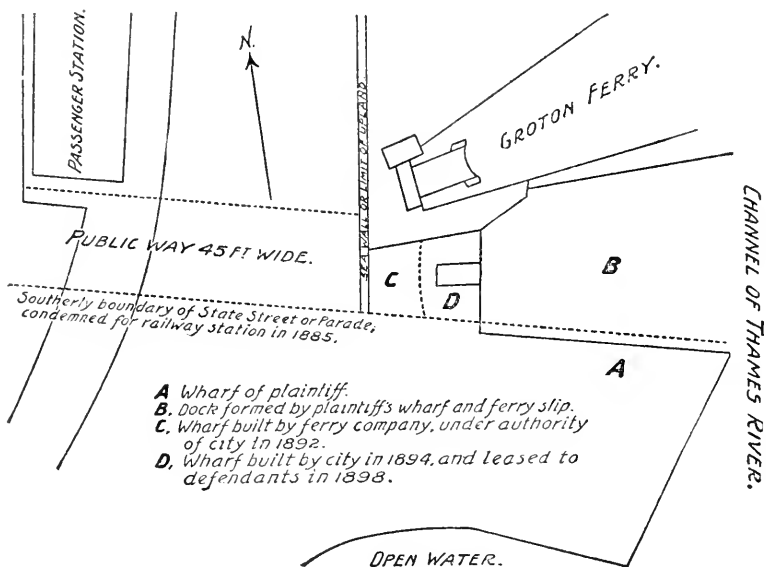 PASSENGER STATION.
N.
SEA WALL OR LIMIT OF UPLAND
GROTON FERRY.
PUBLIC WAY 45 FT WIDE.
C
D
B
CHANNEL OF THAMES RIVER.
Southerly boundary of State Street or Parade,
condemned for railway station in 1885.
A
A Wharf of plaintiff.
B. Dock formed by plaintiff's wharf and ferry slip.
C. Wharf built by ferry company, under authority
of city in 1892.
D. Wharf built by city in 1894, and leased to
defendants in 1898.
OPEN WATER.